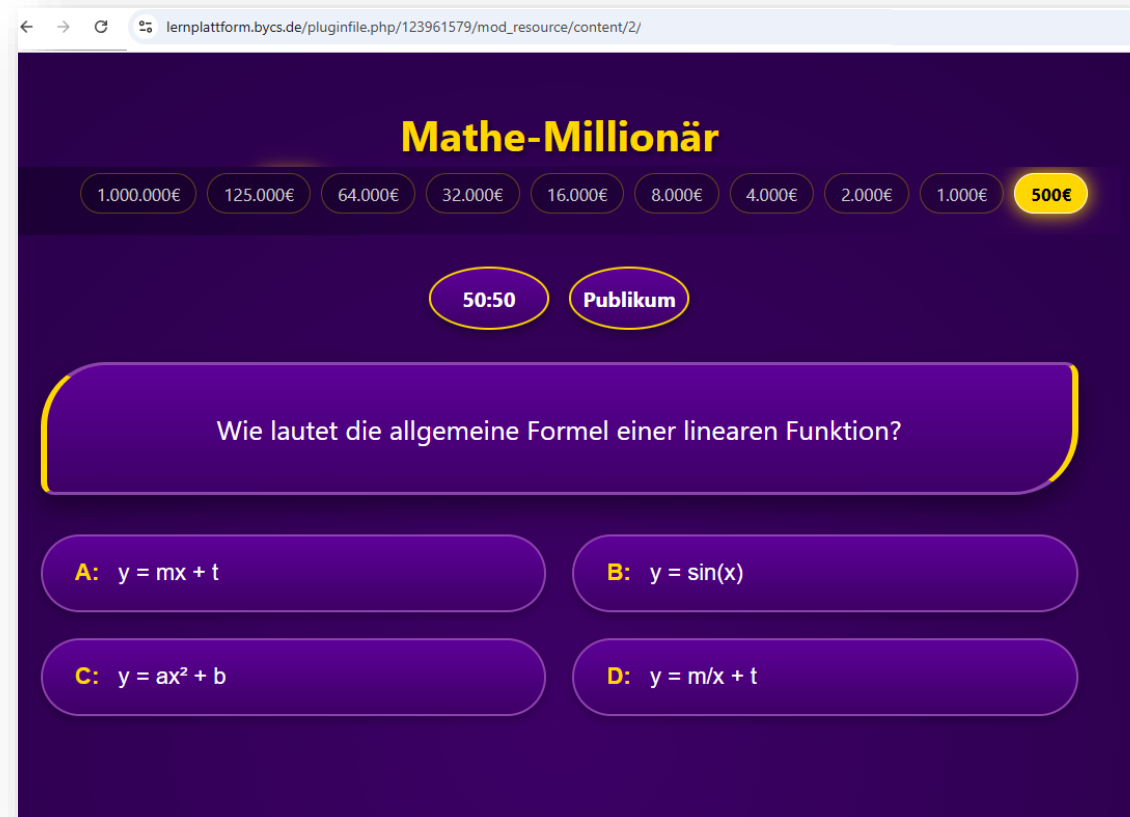 lernplattform.bycs.de/pluginfile.php/123961579/mod_resource/content/2/
Mathe-Millionär
1.000.000€ 125.000€ 64.000€ 32.000€ 16.000€ 8.000€ 4.000€ 2.000€ 1.000€ 500€
50:50 Publikum
Wie lautet die allgemeine Formel einer linearen Funktion?
A: y = mx + t B: y = sin(x)
C: y = ax² + b D: y = m/x + t